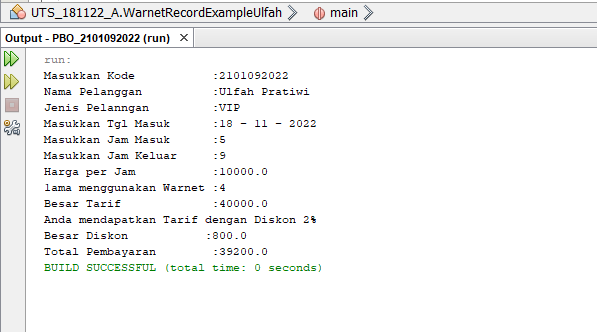 UTS_181122_A.WarnetRecordExampleUlfah main
Output - PBO_2101092022 (run) ×
run:
Masukkan Kode :2101092022
Nama Pelanggan :Ulfah Pratiwi
Jenis Pelanngan :VIP
Masukkan Tgl Masuk :18 - 11 - 2022
Masukkan Jam Masuk :5
Masukkan Jam Keluar :9
Harga per Jam :10000.0
lama menggunakan Warnet :4
Besar Tarif :40000.0
Anda mendapatkan Tarif dengan Diskon 2%
Besar Diskon :800.0
Total Pembayaran :39200.0
BUILD SUCCESSFUL (total time: 0 seconds)